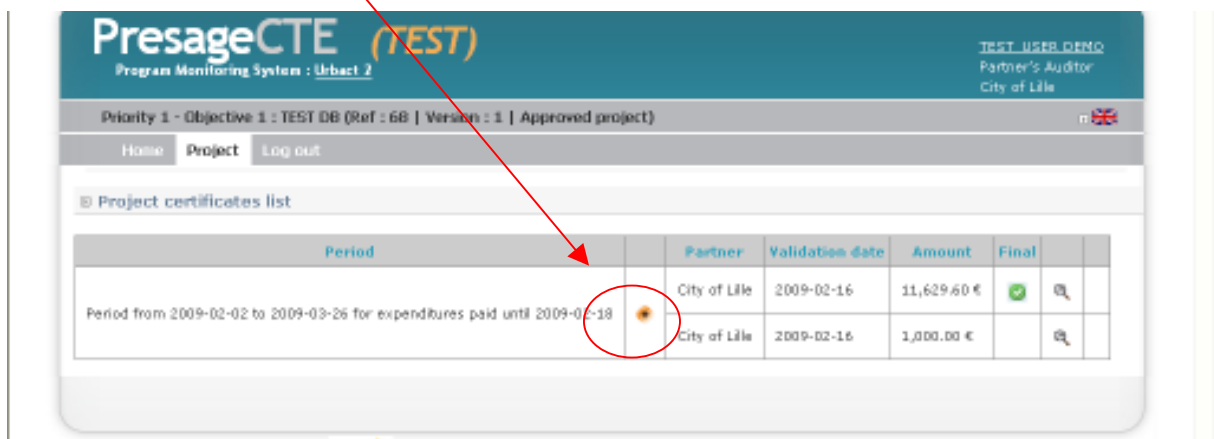 PresageCTE (TEST)
Program Monitoring System : Urbact 2
TEST USER DEMO
Partner's Auditor
City of Lille
Priority 1 - Objective 1 : TEST DB (Ref : 68 | Version : 1 | Approved project)
Home Project Log out
Project certificates list
Period Partner Validation date Amount Final
Period from 2009-02-02 to 2009-03-26 for expenditures paid until 2009-02-18
City of Lille 2009-02-16 11,629.60 €
City of Lille 2009-02-16 1,000.00 €